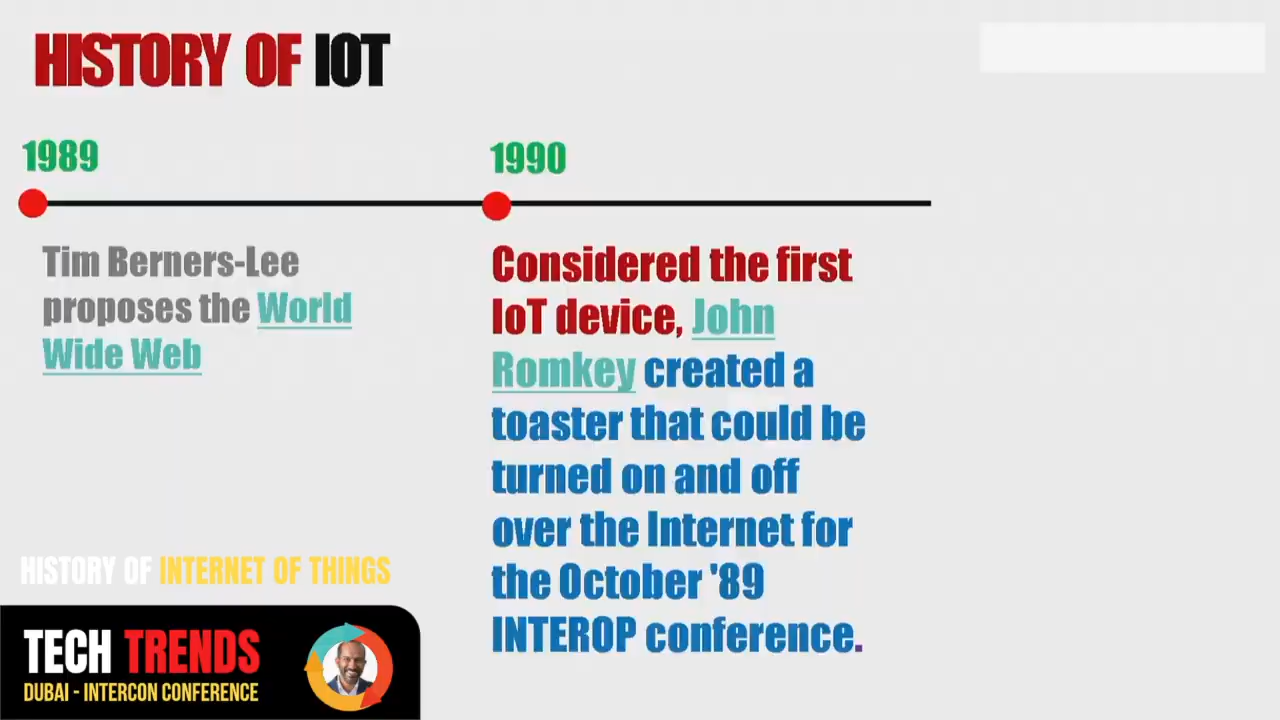 HISTORY OF IOT
1989
Tim Berners-Lee
proposes the World
Wide Web
1990
Considered the first
IoT device, John
Romkey created a
toaster that could be
turned on and off
over the Internet for
the October '89
INTEROP conference.
HISTORY OF INTERNET OF THINGS
TECH TRENDS
DUBAI - INTERCON CONFERENCE